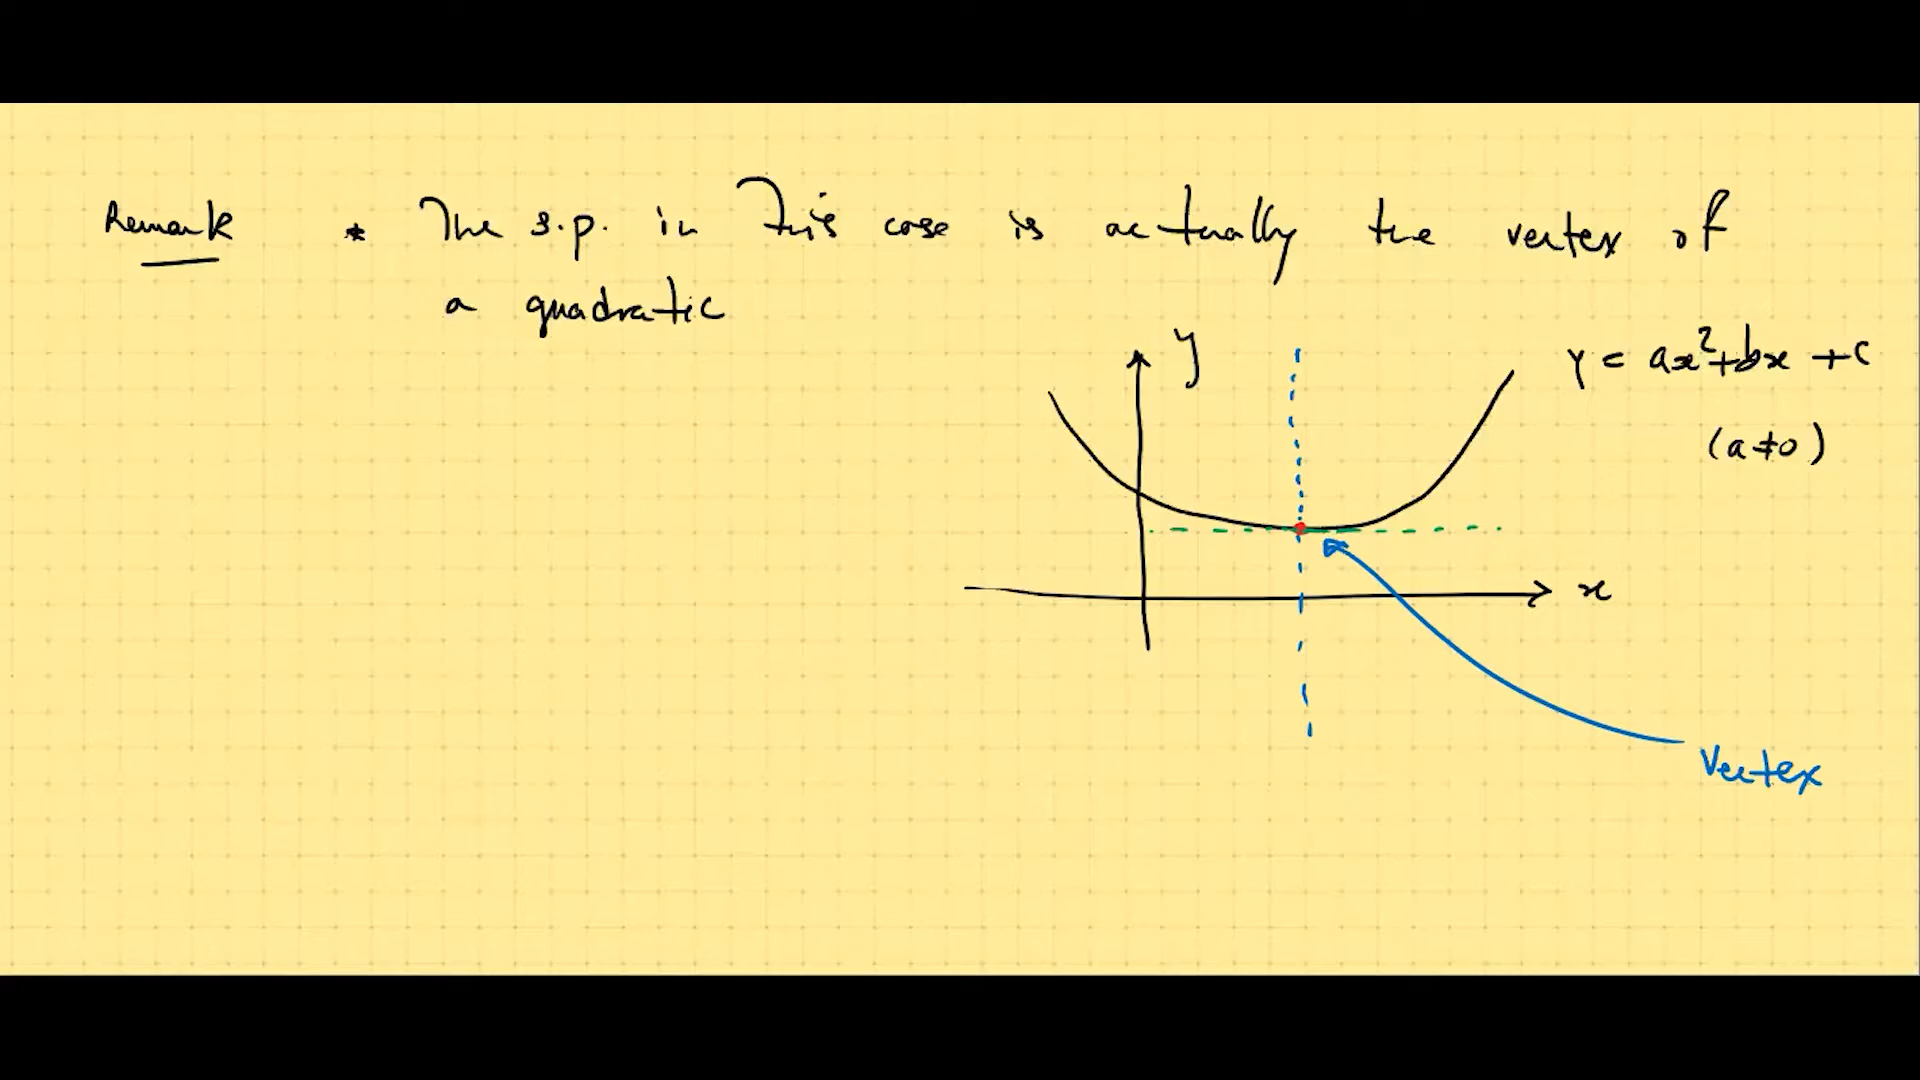 Remark * The s.p. in this case is actually the vertex of
a quadratic
y
y = ax²+bx +c
(a≠0)
x
Vertex